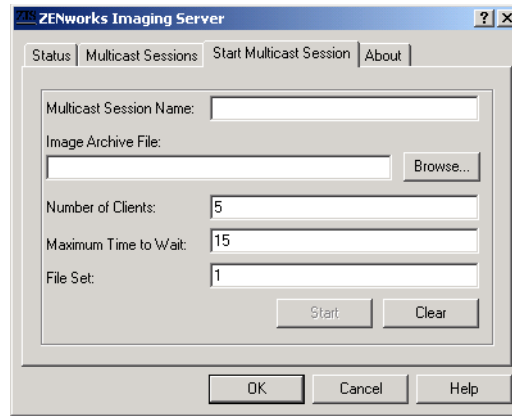 ZIS ZENworks Imaging Server ? X
Status Multicast Sessions Start Multicast Session About
Multicast Session Name:
Image Archive File:
Browse...
Number of Clients: 5
Maximum Time to Wait: 15
File Set: 1
Start Clear
OK Cancel Help